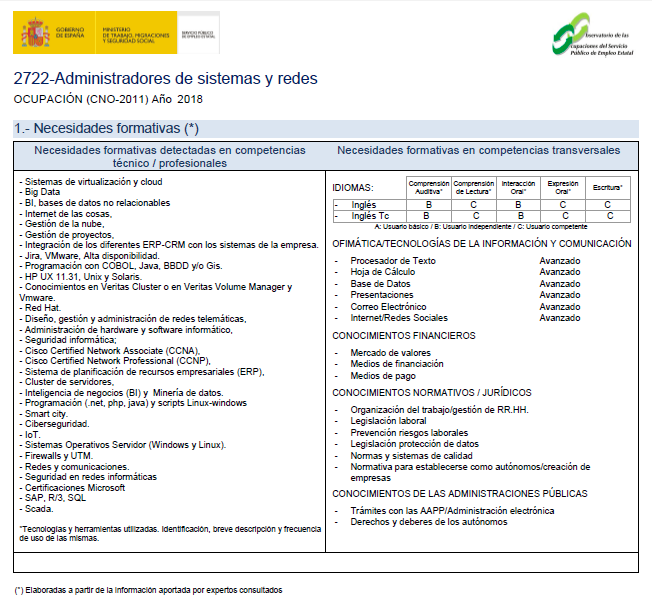 GOBIERNO
DE ESPAÑA
MINISTERIO
DE TRABAJO, MIGRACIONES
Y SEGURIDAD SOCIAL
SERVICIO PÚBLICO
DE EMPLEO ESTATAL
Observatorio de las
Ocupaciones del Servicio
Público de Empleo Estatal
2722-Administradores de sistemas y redes
OCUPACIÓN (CNO-2011) Año 2018
1.- Necesidades formativas (*)
Necesidades formativas detectadas en competencias
técnico / profesionales
- Sistemas de virtualización y cloud
- Big Data
- BI, bases de datos no relacionables
- Internet de las cosas,
- Gestión de la nube,
- Gestión de proyectos,
- Integración de los diferentes ERP-CRM con los sistemas de la empresa.
- Jira, VMware, Alta disponibilidad.
- Programación con COBOL, Java, BBDD y/o Gis.
- HP UX 11.31, Unix y Solaris.
- Conocimientos en Veritas Cluster o en Veritas Volume Manager y
Vmware.
- Red Hat.
- Diseño, gestión y administración de redes telemáticas,
- Administración de hardware y software informático,
- Seguridad informática;
- Cisco Certified Network Associate (CCNA),
- Cisco Certified Network Professional (CCNP),
- Sistema de planificación de recursos empresariales (ERP),
- Cluster de servidores,
- Inteligencia de negocios (BI) y Minería de datos.
- Programación (.net, php, java) y scripts Linux-windows
- Smart city.
- Ciberseguridad.
- IoT.
- Sistemas Operativos Servidor (Windows y Linux).
- Firewalls y UTM.
- Redes y comunicaciones.
- Seguridad en redes informáticas
- Certificaciones Microsoft
- SAP, R/3, SQL
- Scada.
*Tecnologías y herramientas utilizadas. Identificación, breve descripción y frecuencia
de uso de las mismas.
Necesidades formativas en competencias transversales
IDIOMAS: Comprensión Auditiva* Comprensión de Lectura* Interacción Oral* Expresión Oral* Escritura*
- Inglés B C B C C
- Inglés Tc B C B C C
A: Usuario básico / B: Usuario Independiente / C: Usuario competente
OFIMÁTICA/TECNOLOGÍAS DE LA INFORMACIÓN Y COMUNICACIÓN
- Procesador de Texto Avanzado
- Hoja de Cálculo Avanzado
- Base de Datos Avanzado
- Presentaciones Avanzado
- Correo Electrónico Avanzado
- Internet/Redes Sociales Avanzado
CONOCIMIENTOS FINANCIEROS
- Mercado de valores
- Medios de financiación
- Medios de pago
CONOCIMIENTOS NORMATIVOS / JURÍDICOS
- Organización del trabajo/gestión de RR.HH.
- Legislación laboral
- Prevención riesgos laborales
- Legislación protección de datos
- Normas y sistemas de calidad
- Normativa para establecerse como autónomos/creación de
empresas
CONOCIMIENTOS DE LAS ADMINISTRACIONES PÚBLICAS
- Trámites con las AAPP/Administración electrónica
- Derechos y deberes de los autónomos
(*) Elaboradas a partir de la información aportada por expertos consultados